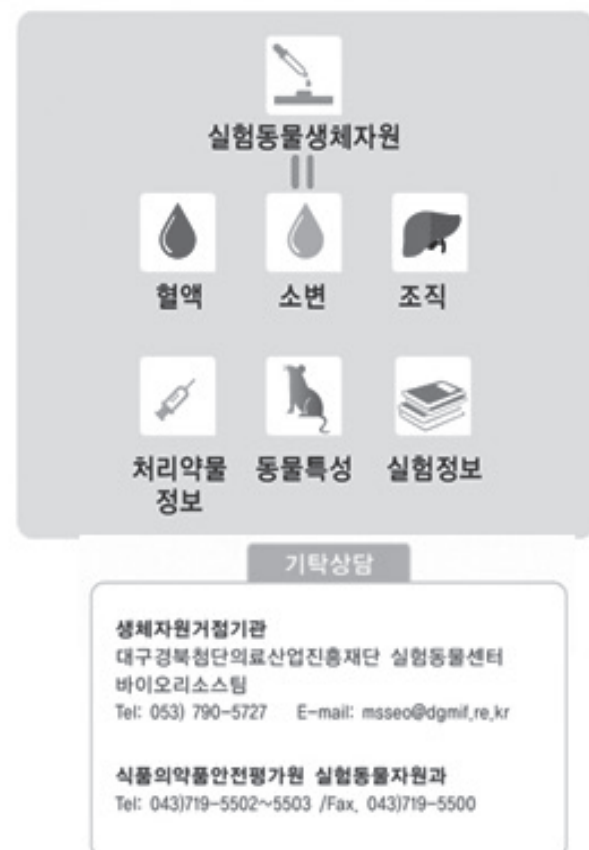 실험동물생체자원
혈액 소변 조직
처리약물 동물특성 실험정보
정보
기탁상담
생체자원거점기관
대구경북첨단의료산업진흥재단 실험동물센터
바이오리소스팀
Tel: 053) 790-5727 E-mail: msseo@dgmif.re.kr
식품의약품안전평가원 실험동물자원과
Tel: 043)719-5502~5503 /Fax. 043)719-5500